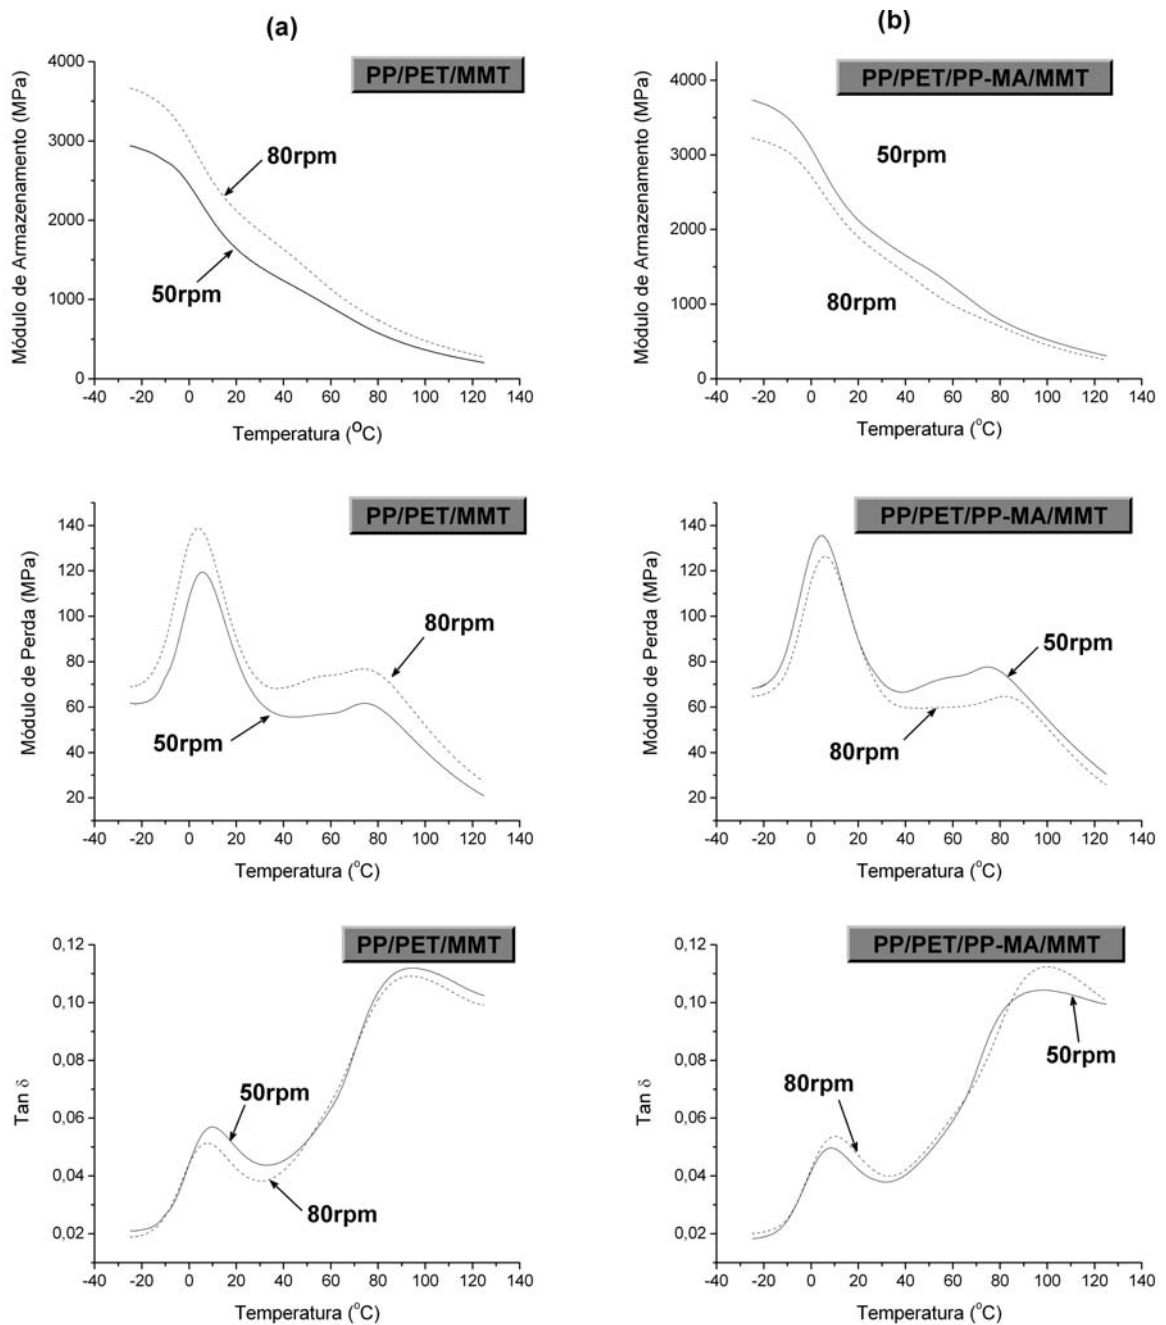 (a)
PP/PET/MMT
Módulo de Armazenamento (MPa)
4000
3000
2000
1000
0
80rpm
50rpm
-40 -20 0 20 40 60 80 100 120 140
Temperatura (°C)
(b)
PP/PET/PP-MA/MMT
Módulo de Armazenamento (MPa)
4000
3000
2000
1000
0
50rpm
80rpm
-40 -20 0 20 40 60 80 100 120 140
Temperatura (°C)
PP/PET/MMT
Módulo de Perda (MPa)
140
120
100
80
60
40
20
80rpm
50rpm
-40 -20 0 20 40 60 80 100 120 140
Temperatura (°C)
PP/PET/PP-MA/MMT
Módulo de Perda (MPa)
140
120
100
80
60
40
20
50rpm
80rpm
-40 -20 0 20 40 60 80 100 120 140
Temperatura (°C)
PP/PET/MMT
Tan δ
0,12
0,10
0,08
0,06
0,04
0,02
50rpm
80rpm
-40 -20 0 20 40 60 80 100 120 140
Temperatura (°C)
PP/PET/PP-MA/MMT
Tan δ
0,12
0,10
0,08
0,06
0,04
0,02
50rpm
80rpm
-40 -20 0 20 40 60 80 100 120 140
Temperatura (°C)